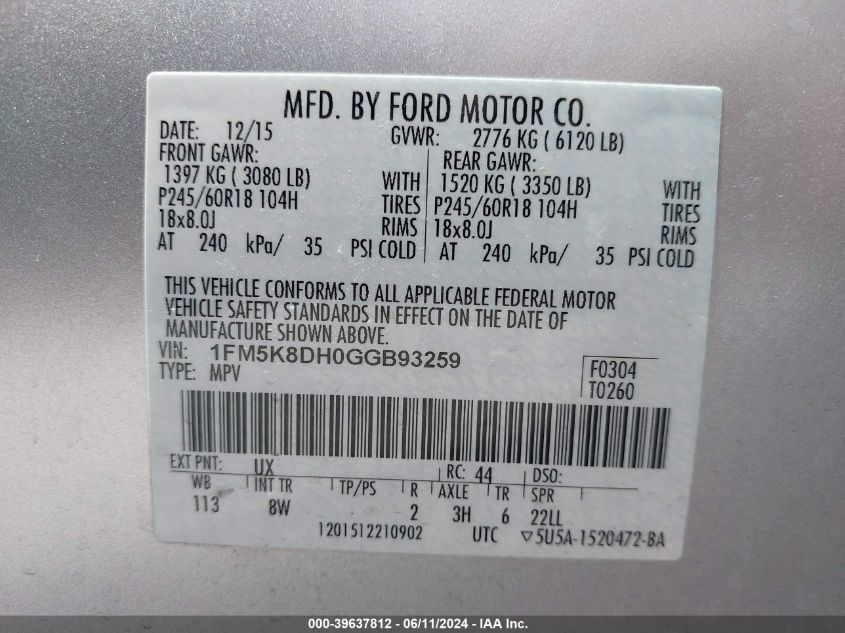 MFD. BY FORD MOTOR CO.
DATE: 12/15 GVWR: 2776 KG ( 6120 LB)
FRONT GAWR: REAR GAWR:
1397 KG ( 3080 LB) WITH 1520 KG ( 3350 LB) WITH
P245/60R18 104H TIRES P245/60R18 104H TIRES
18x8.0J RIMS 18x8.0J RIMS
AT 240 kPa/ 35 PSI COLD AT 240 kPa/ 35 PSI COLD
THIS VEHICLE CONFORMS TO ALL APPLICABLE FEDERAL MOTOR
VEHICLE SAFETY STANDARDS IN EFFECT ON THE DATE OF
MANUFACTURE SHOWN ABOVE.
VIN: 1FM5K8DH0GGB93259 F0304
TYPE: MPV T0260
EXT PNT: UX RC: 44 DSO:
WB INT TR TP/PS R AXLE TR SPR
113 8W 2 3H 6 22LL
1201512210902 UTC ▽5U5A-1520472-BA
000-39637812 - 06/11/2024 - IAA Inc.